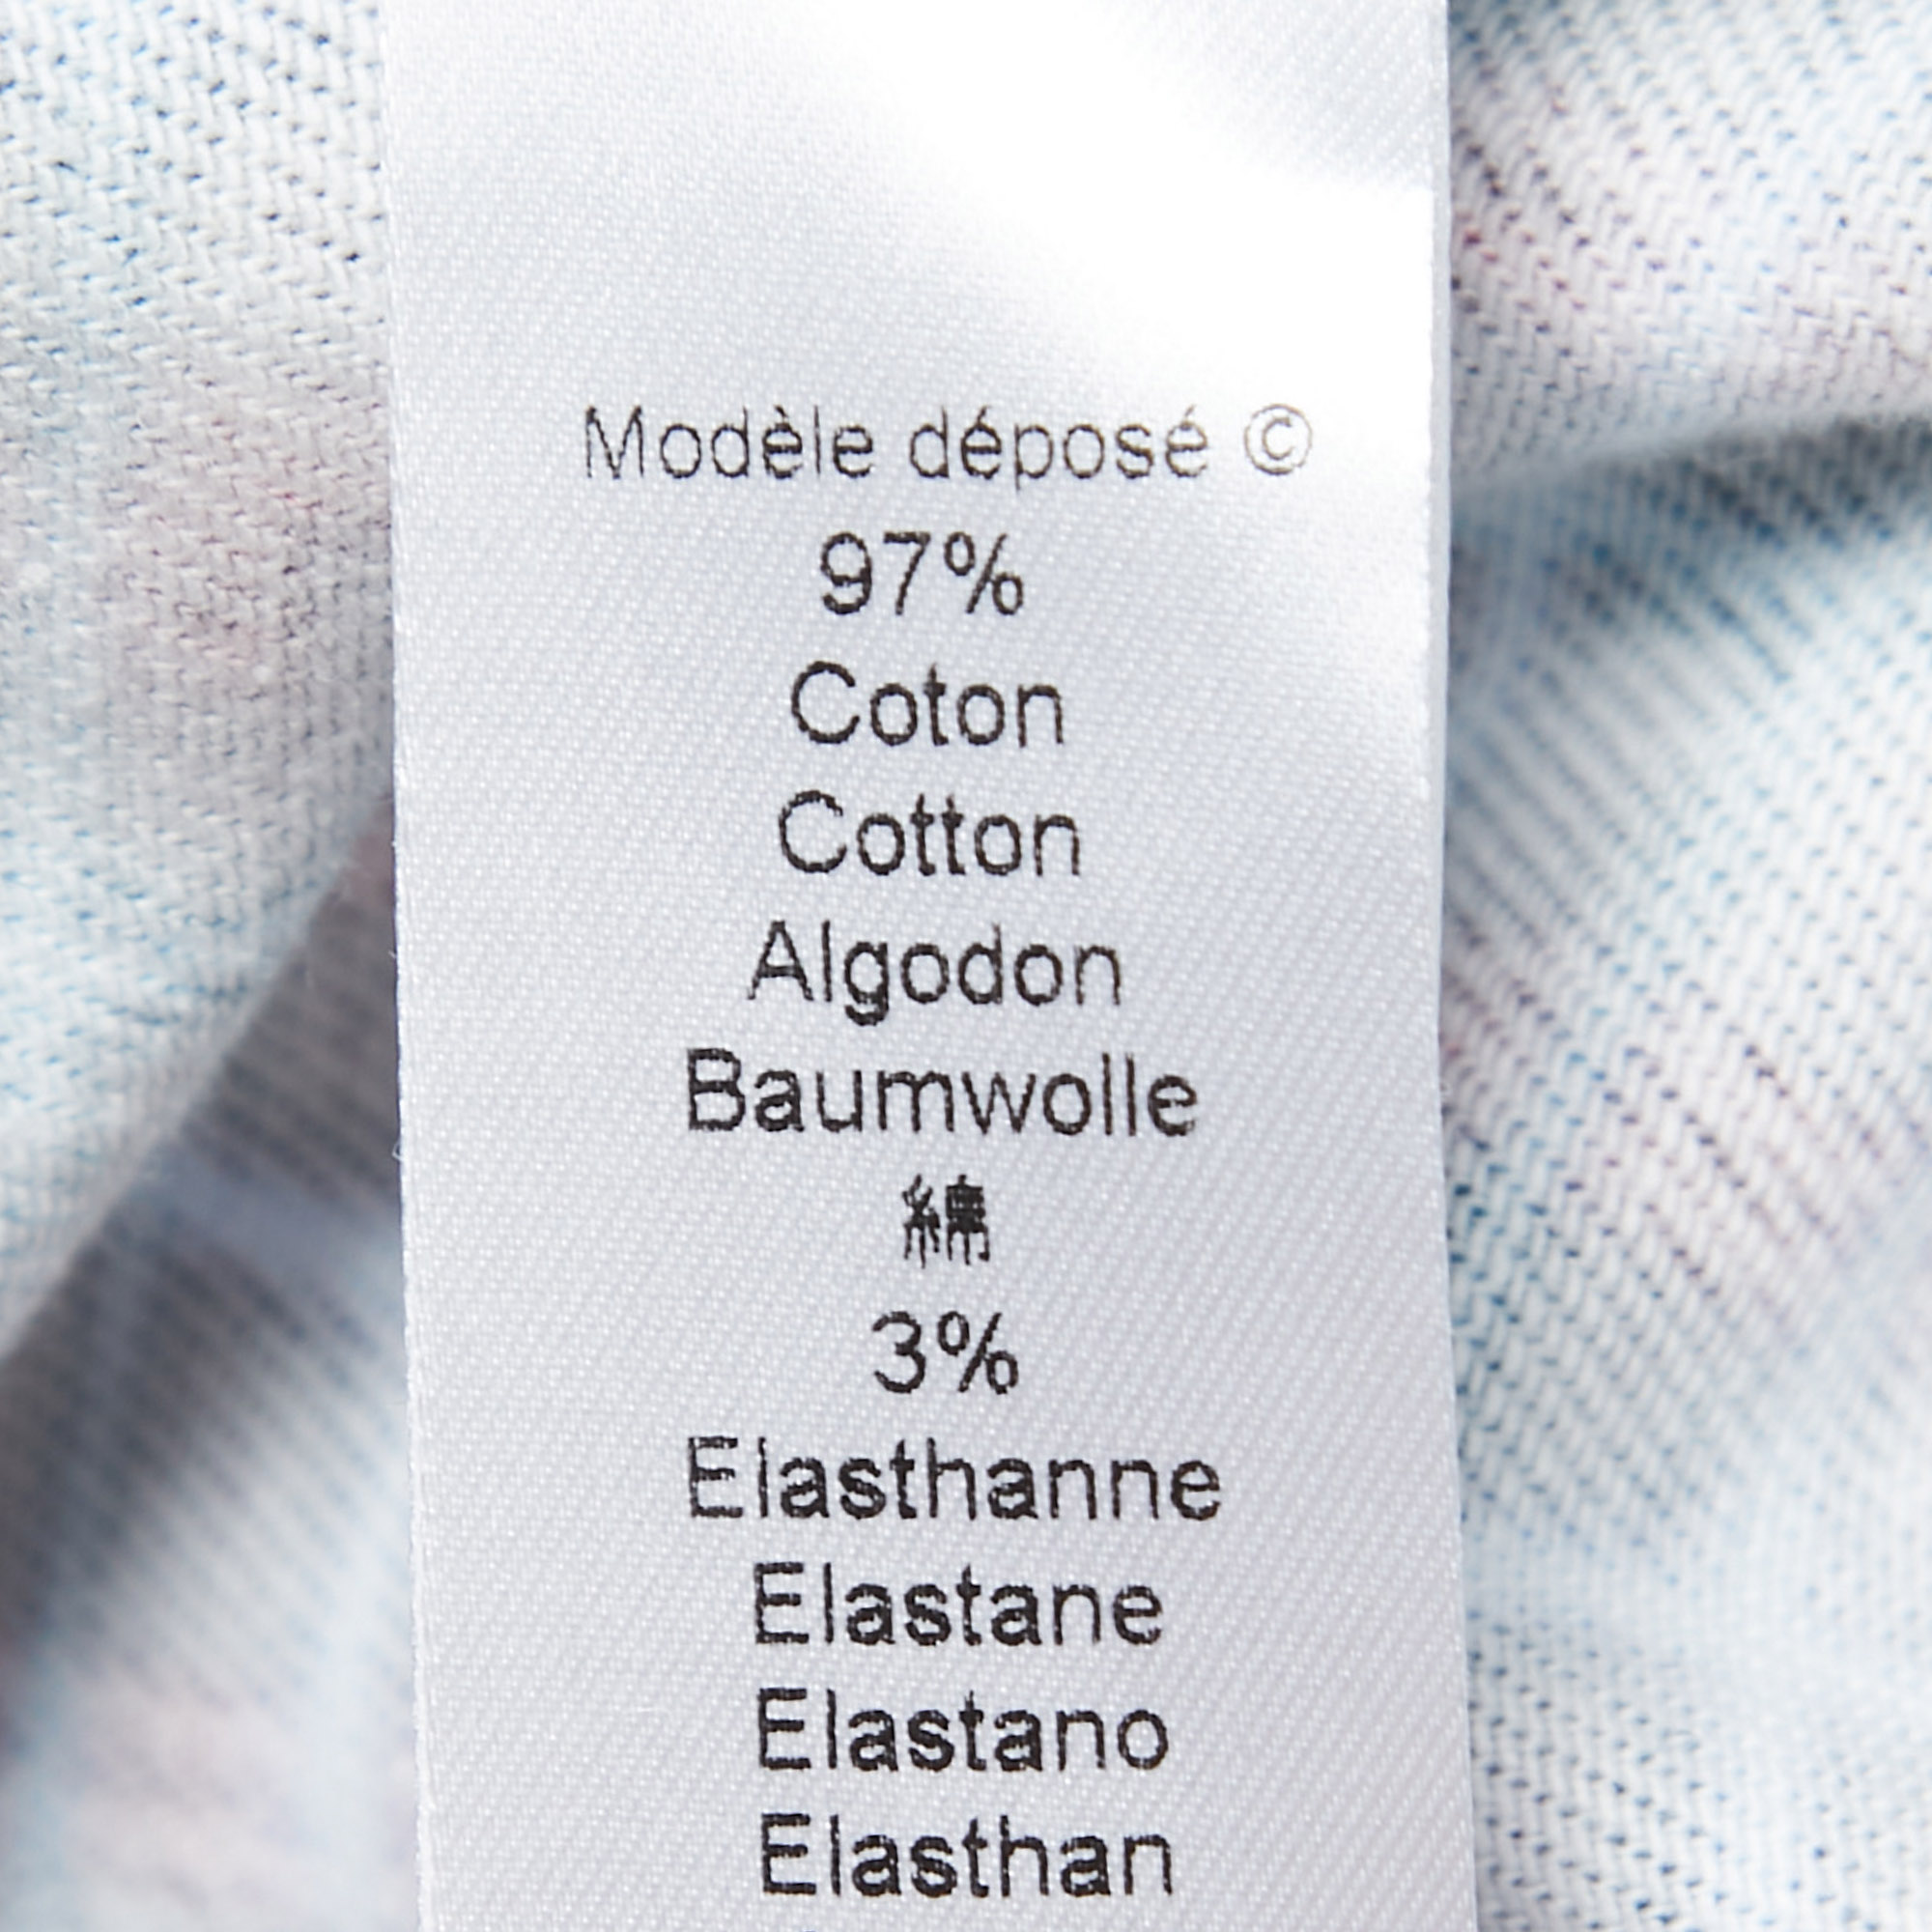 Modèle déposé ©
97%
Coton
Cotton
Algodon
Baumwolle
綿
3%
Elasthanne
Elastane
Elastano
Elasthan